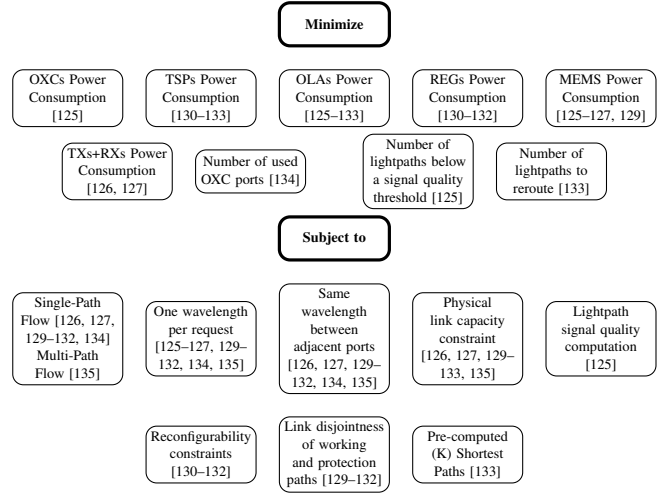 Minimize
OXCs Power
Consumption
[125]
TSPs Power
Consumption
[130–133]
OLAs Power
Consumption
[125–133]
REGs Power
Consumption
[130–132]
MEMS Power
Consumption
[125–127, 129]
TXs+RXs Power
Consumption
[126, 127]
Number of used
OXC ports [134]
Number of
lightpaths below
a signal quality
threshold [125]
Number of
lightpaths to
reroute [133]
Subject to
Single-Path
Flow [126, 127,
129–132, 134]
Multi-Path
Flow [135]
One wavelength
per request
[125–127, 129–
132, 134, 135]
Same
wavelength
between
adjacent ports
[126, 127, 129–
132, 134, 135]
Physical
link capacity
constraint
[126, 127, 129–
133, 135]
Lightpath
signal quality
computation
[125]
Reconfigurability
constraints
[130–132]
Link disjointness
of working
and protection
paths [129–132]
Pre-computed
(K) Shortest
Paths [133]